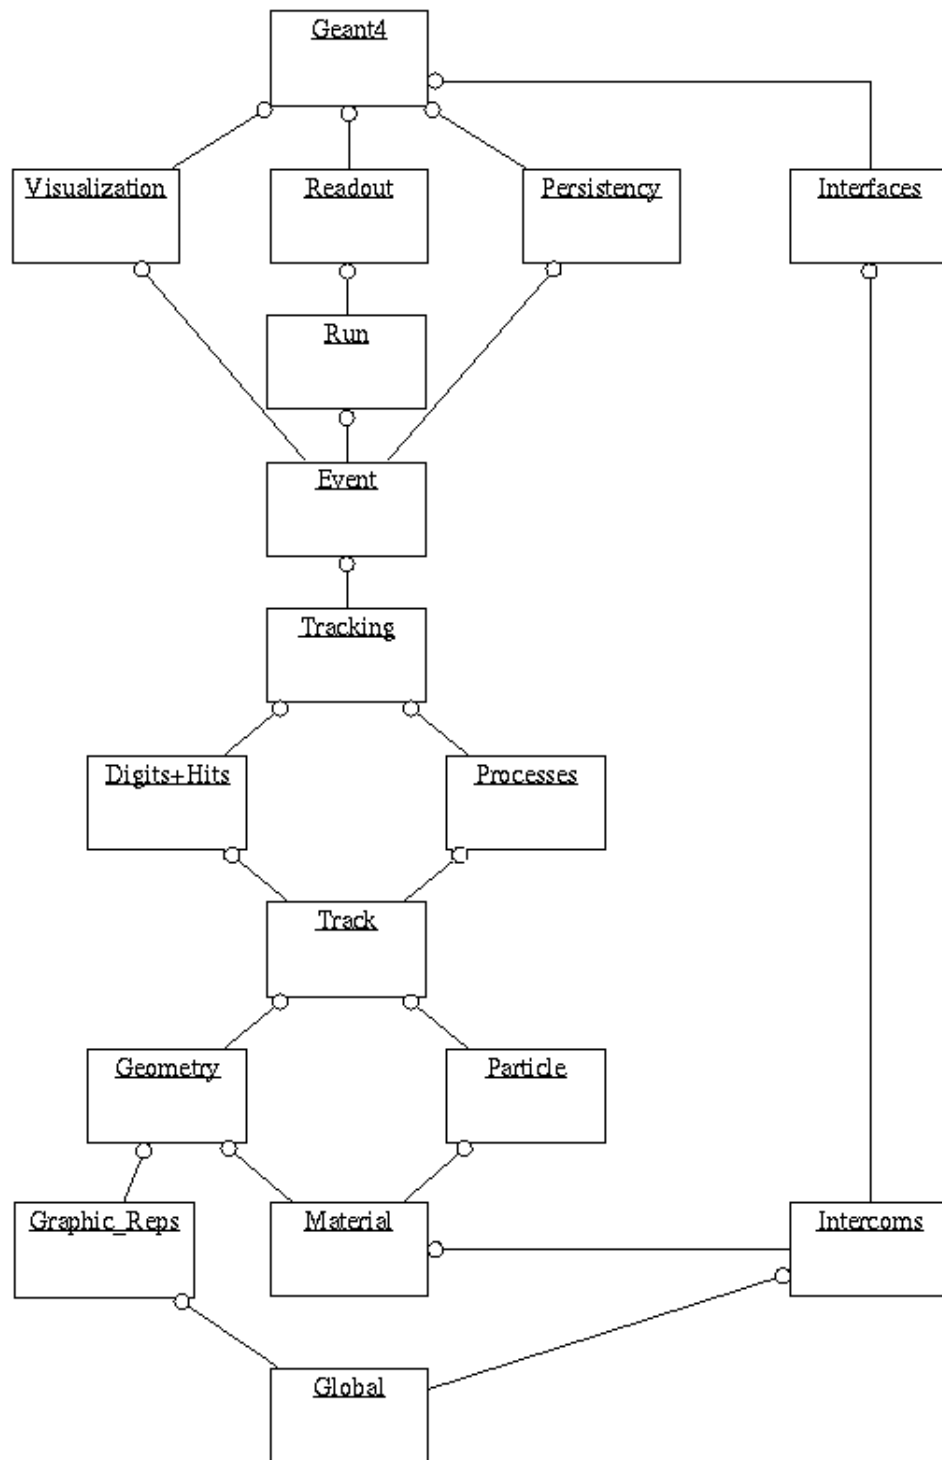 Geant4
Visualization
Readout
Persistency
Interfaces
Run
Event
Tracking
Digits+Hits
Processes
Track
Geometry
Particle
Graphic_Reps
Material
Intercoms
Global